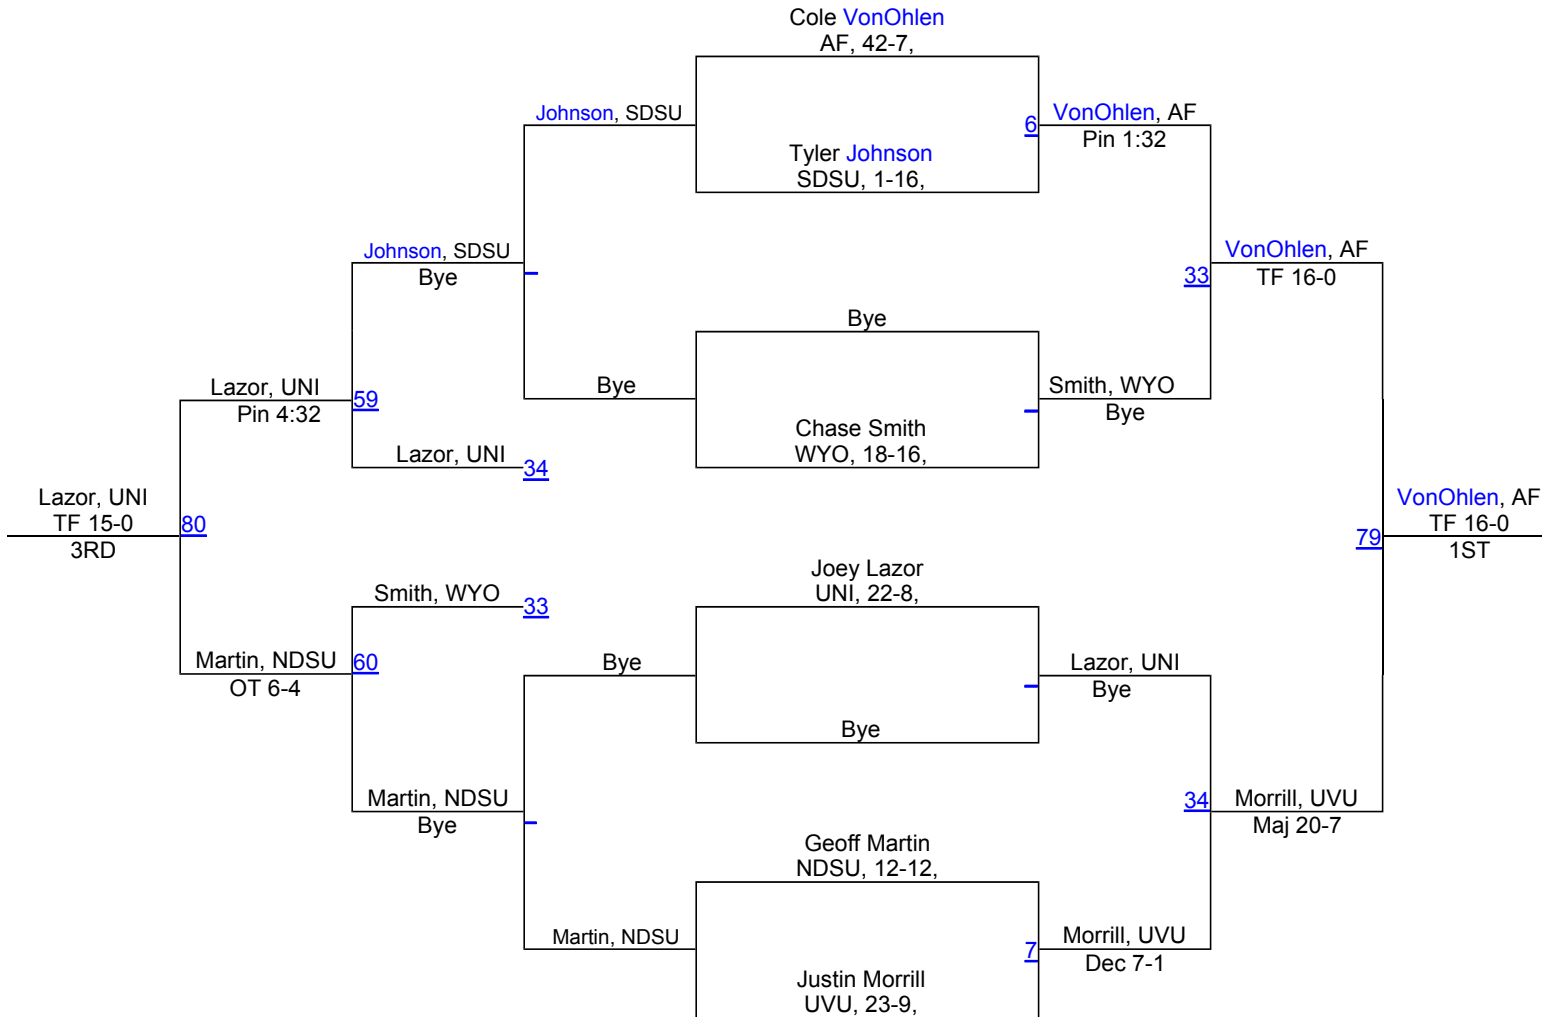 Cole VonOhlen
AF, 42-7,
Johnson, SDSU
6
VonOhlen, AF
Pin 1:32
Tyler Johnson
SDSU, 1-16,
Johnson, SDSU
Bye
33
VonOhlen, AF
TF 16-0
Bye
Lazor, UNI
Pin 4:32
59
Bye
Smith, WYO
Bye
Chase Smith
WYO, 18-16,
Lazor, UNI
34
Lazor, UNI
TF 15-0
3RD
80
79
VonOhlen, AF
TF 16-0
1ST
Joey Lazor
UNI, 22-8,
Smith, WYO
33
Martin, NDSU
OT 6-4
60
Bye
Lazor, UNI
Bye
Bye
Martin, NDSU
Bye
34
Morrill, UVU
Maj 20-7
Geoff Martin
NDSU, 12-12,
Martin, NDSU
7
Morrill, UVU
Dec 7-1
Justin Morrill
UVU, 23-9,